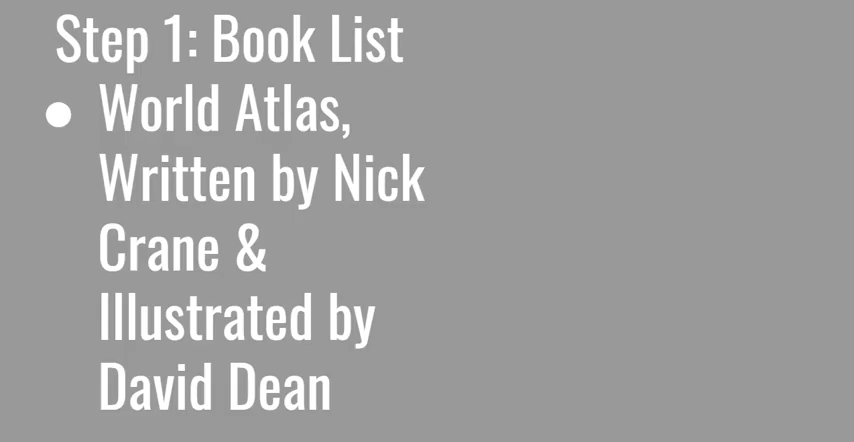 Step 1: Book List
● World Atlas,
Written by Nick
Crane &
Illustrated by
David Dean